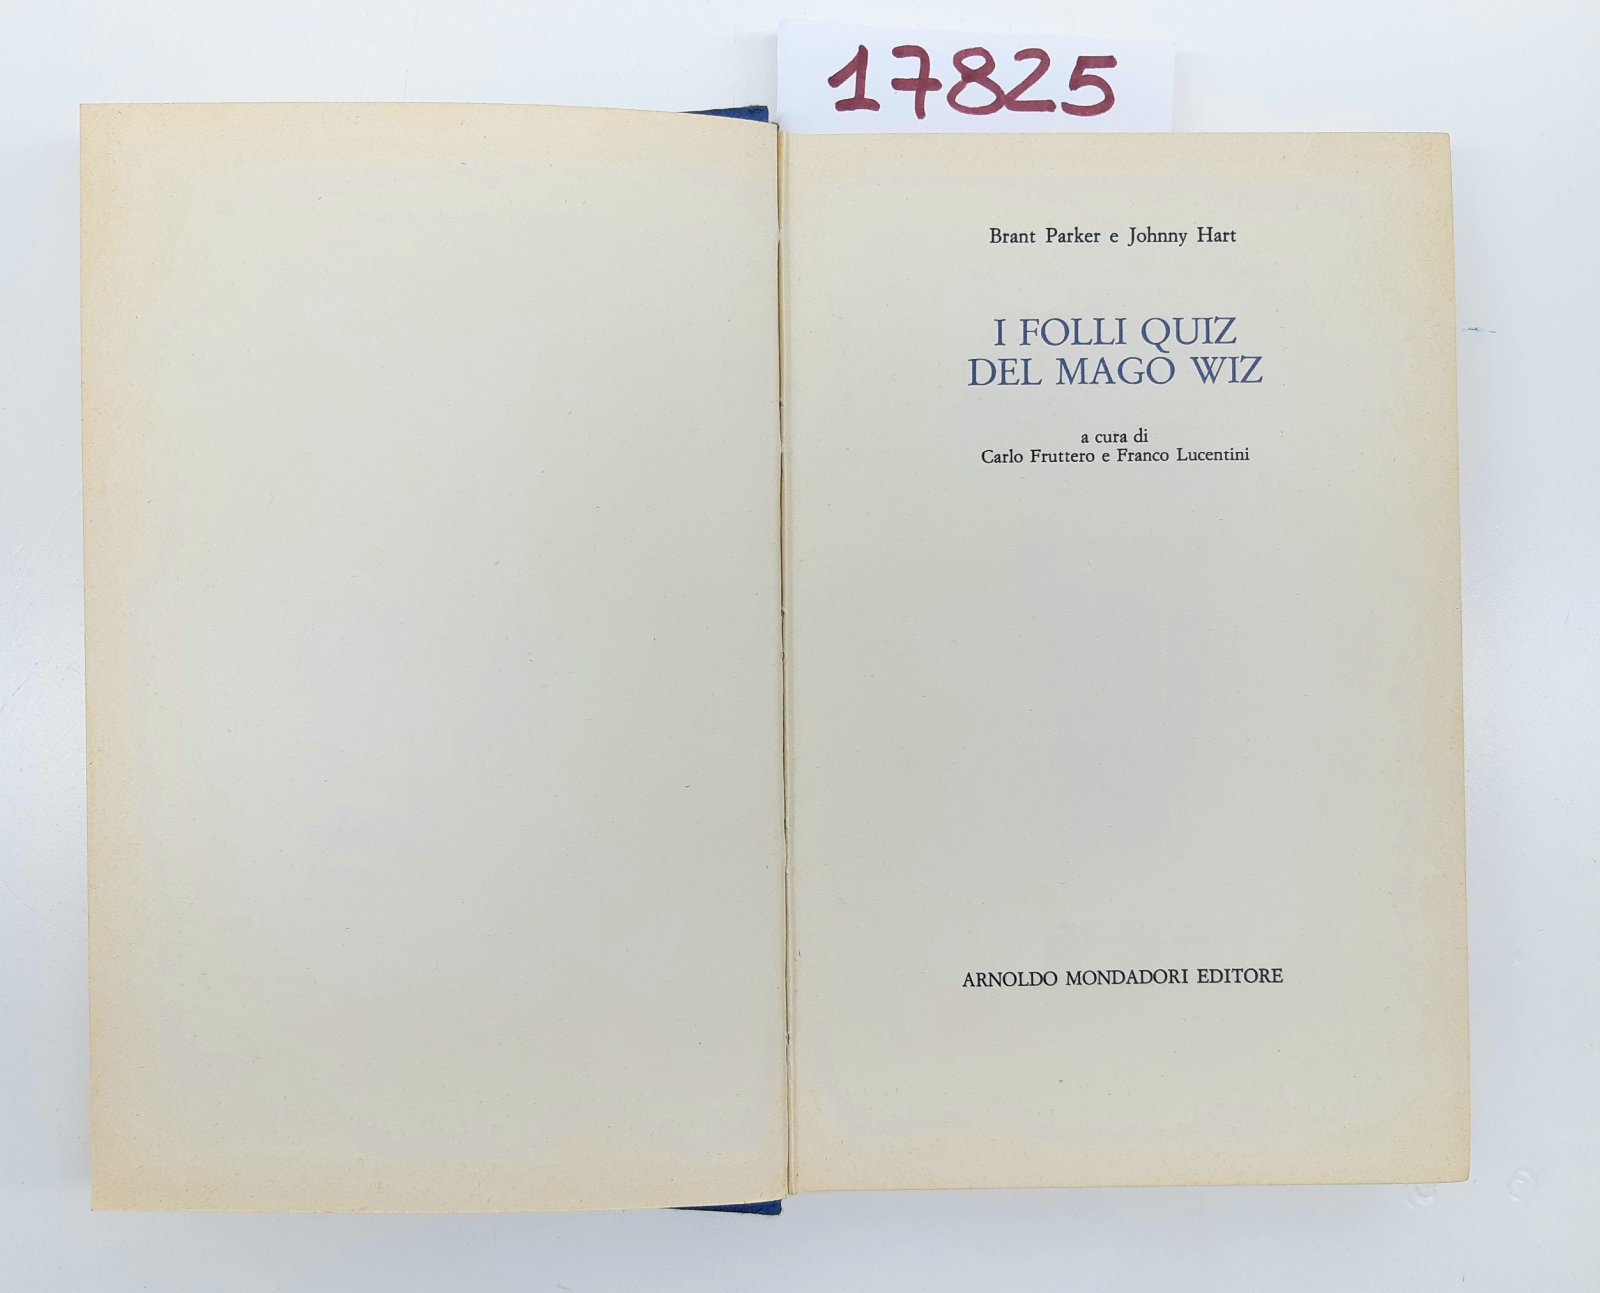 17825
Brant Parker e Johnny Hart
I FOLLI QUIZ
DEL MAGO WIZ
a cura di
Carlo Fruttero e Franco Lucentini
ARNOLDO MONDADORI EDITORE